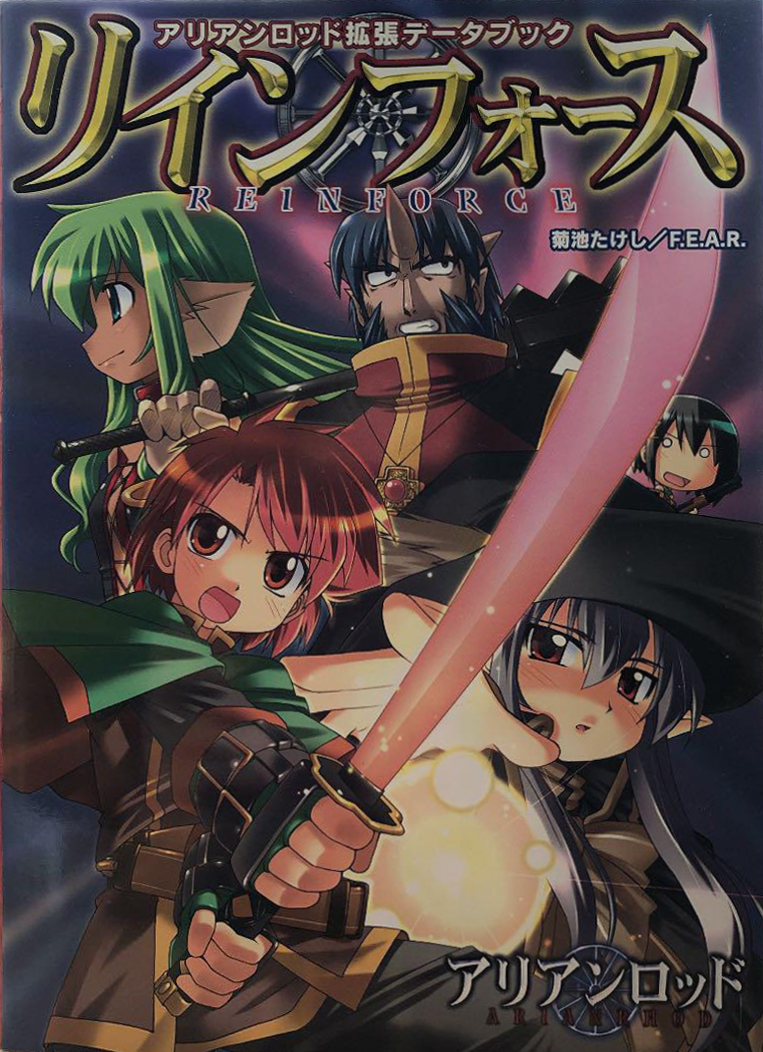 アリアンロッド拡張データブック
リインフォース
REINFORCE
菊池たけし／F.E.A.R.
アリアンロッド
ARIANRHOD